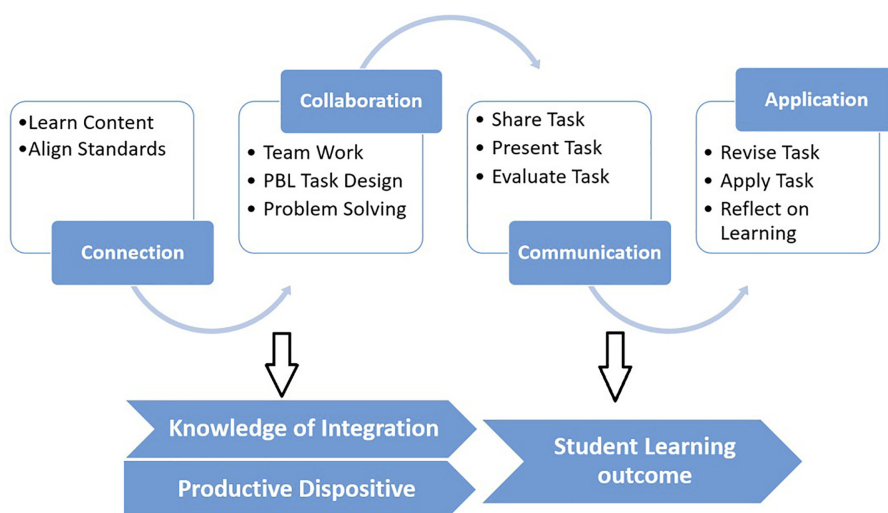 •Learn Content
•Align Standards
Connection
Collaboration
• Team Work
• PBL Task Design
• Problem Solving
• Share Task
• Present Task
• Evaluate Task
Communication
Application
• Revise Task
• Apply Task
• Reflect on
Learning
Knowledge of Integration
Productive Dispositive
Student Learning
outcome